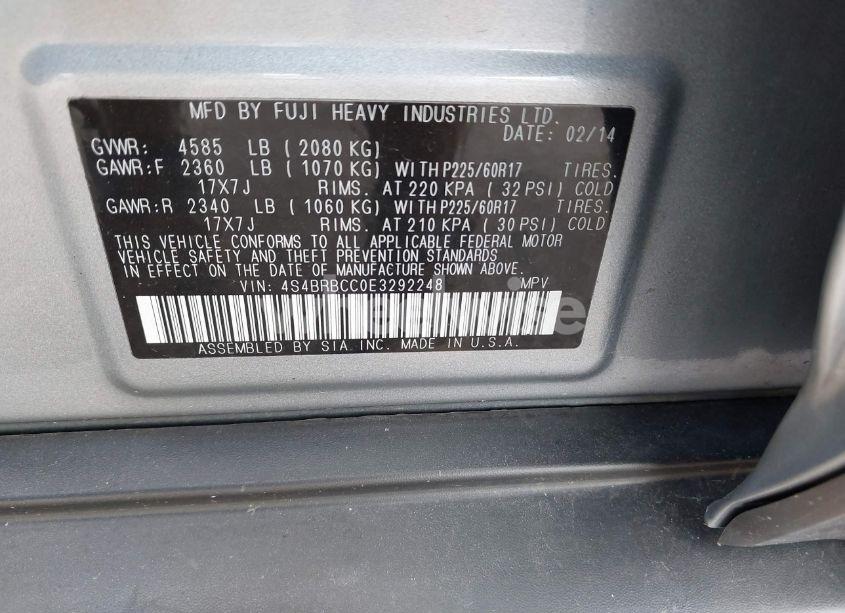 MFD BY FUJI HEAVY INDUSTRIES LTD.
DATE: 02/14
GVWR: 4585 LB (2080 KG)
GAWR:F 2360 LB (1070 KG) WITH P225/60R17 TIRES.
17X7J RIMS. AT 220 KPA (32 PSI) COLD
GAWR:R 2340 LB (1060 KG) WITH P225/60R17 TIRES.
17X7J RIMS. AT 210 KPA (30 PSI) COLD
THIS VEHICLE CONFORMS TO ALL APPLICABLE FEDERAL MOTOR
VEHICLE SAFETY AND THEFT PREVENTION STANDARDS
IN EFFECT ON THE DATE OF MANUFACTURE SHOWN ABOVE.
VIN: 4S4BRBCC0E3292248 MPV
ASSEMBLED BY SIA INC. MADE IN U.S.A.